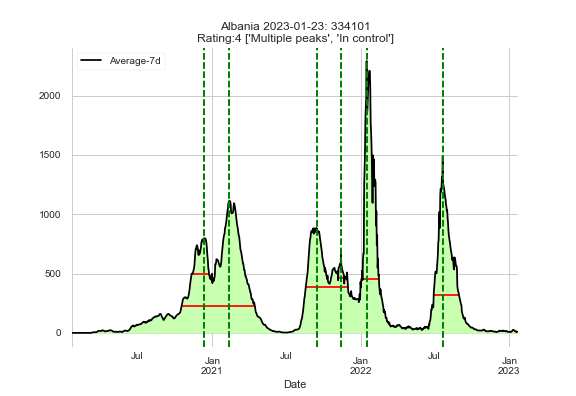 Albania 2023-01-23: 334101
Rating:4 ['Multiple peaks', 'In control']
Average-7d
2000
1500
1000
500
0
Jul
Jan
2021
Jul
Jan
2022
Jul
Jan
2023
Date